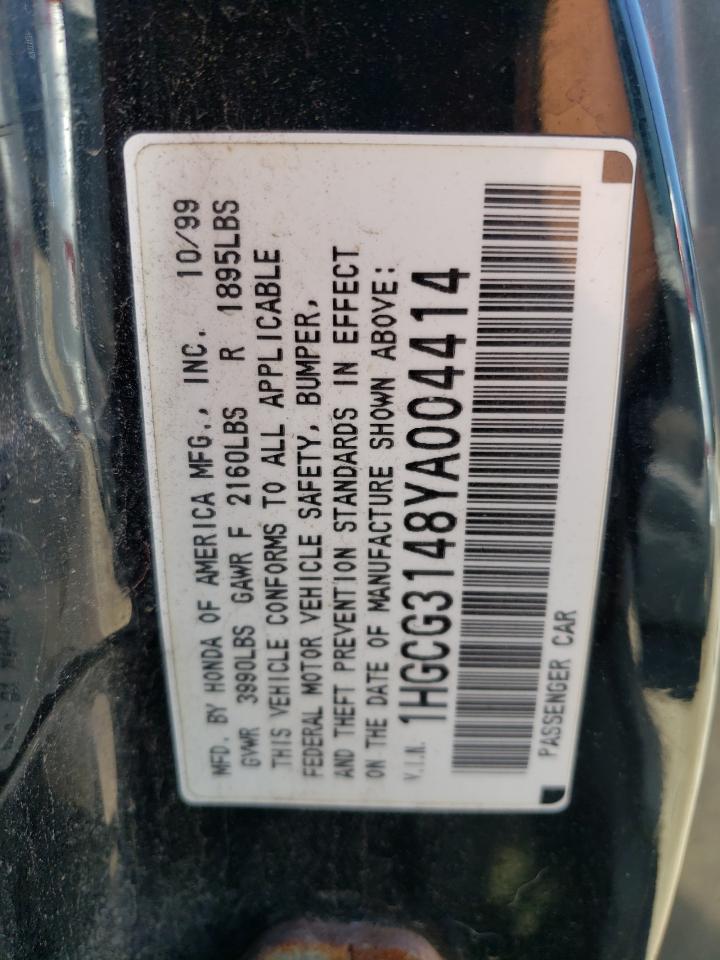 MFD. BY HONDA OF AMERICA MFG., INC. 10/99
GVWR 3990LBS GAWR F 2160LBS R 1895LBS
THIS VEHICLE CONFORMS TO ALL APPLICABLE
FEDERAL MOTOR VEHICLE SAFETY, BUMPER,
AND THEFT PREVENTION STANDARDS IN EFFECT
ON THE DATE OF MANUFACTURE SHOWN ABOVE:
V.I.N. 1HGCG3148YA004414
PASSENGER CAR